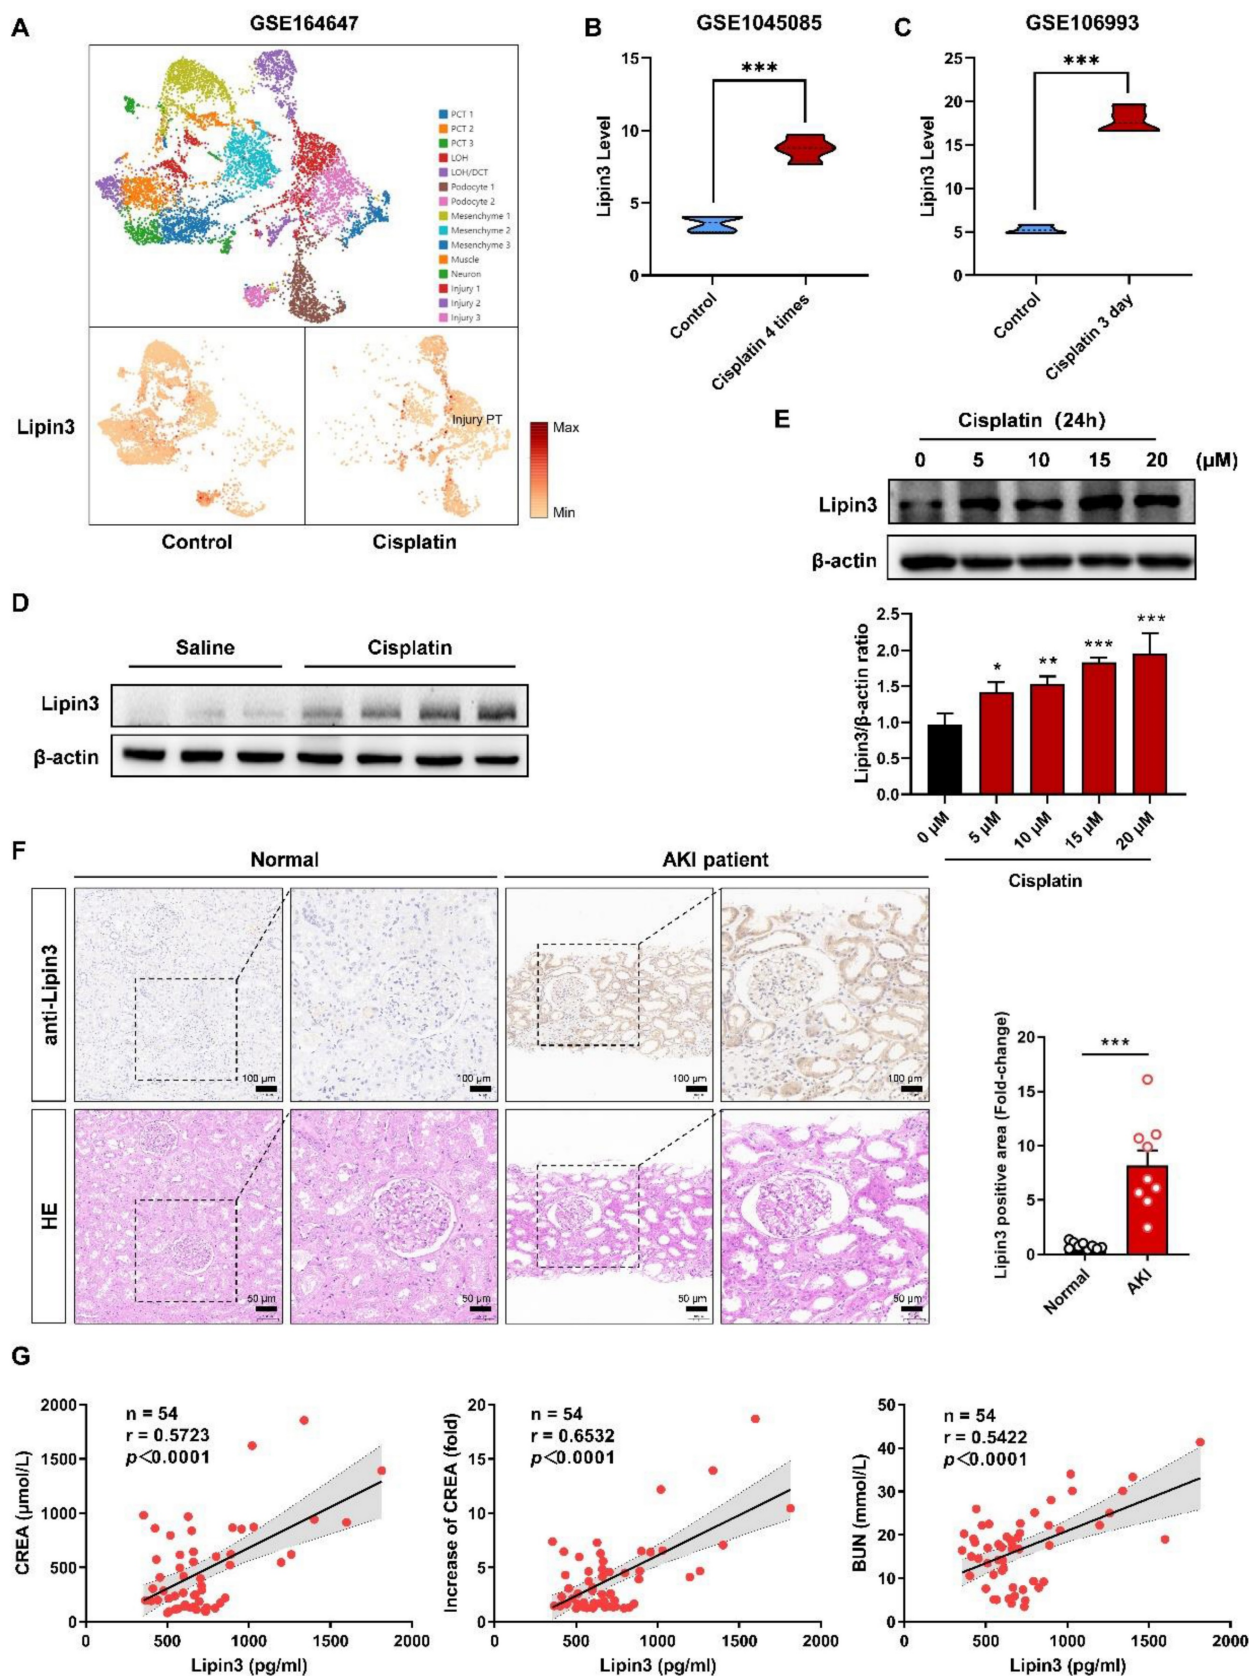 A
GSE164647
PCT 1
PCT 2
PCT 3
LOH
LOH/DCT
Podocyte 1
Podocyte 2
Mesenchyme 1
Mesenchyme 2
Mesenchyme 3
Muscle
Neuron
Injury 1
Injury 2
Injury 3
Lipin3
Injury PT
Max
Min
Control
Cisplatin
B
GSE1045085
***
Lipin3 Level
15
10
5
0
Control
Cisplatin 4 times
C
GSE106993
***
Lipin3 Level
25
20
15
10
5
0
Control
Cisplatin 3 day
D
Saline
Cisplatin
Lipin3
β-actin
E
Cisplatin (24h)
0 5 10 15 20 (μM)
Lipin3
β-actin
Lipin3/β-actin ratio
2.5
2.0
1.5
1.0
0.5
0.0
*
**
***
***
0 μM
5 μM
10 μM
15 μM
20 μM
Cisplatin
F
Normal
AKI patient
anti-Lipin3
100 μm
100 μm
100 μm
100 μm
HE
50 μm
50 μm
50 μm
50 μm
Lipin3 positive area (Fold-change)
20
15
10
5
0
***
Normal
AKI
G
CREA (μmol/L)
2000
1500
1000
500
0
n = 54
r = 0.5723
p<0.0001
0 500 1000 1500 2000
Lipin3 (pg/ml)
Increase of CREA (fold)
20
15
10
5
0
n = 54
r = 0.6532
p<0.0001
0 500 1000 1500 2000
Lipin3 (pg/ml)
BUN (mmol/L)
50
40
30
20
10
0
n = 54
r = 0.5422
p<0.0001
0 500 1000 1500 2000
Lipin3 (pg/ml)